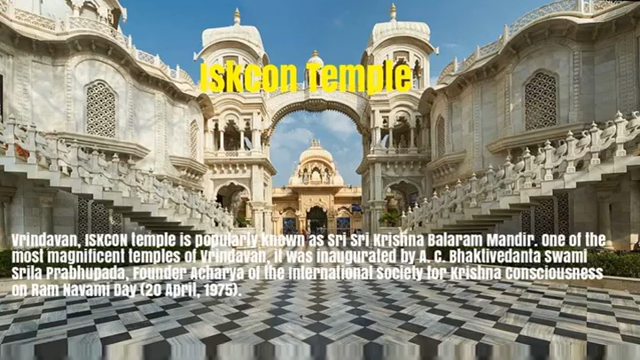 Iskcon Temple
Vrindavan, ISKCON temple is popularly known as Sri Sri Krishna Balaram Mandir. One of the
most magnificent temples of Vrindavan, it was inaugurated by A. C. Bhaktivedanta Swami
Srila Prabhupada, Founder Acharya of the International Society for Krishna Consciousness
on Ram Navami Day (20 April, 1975).